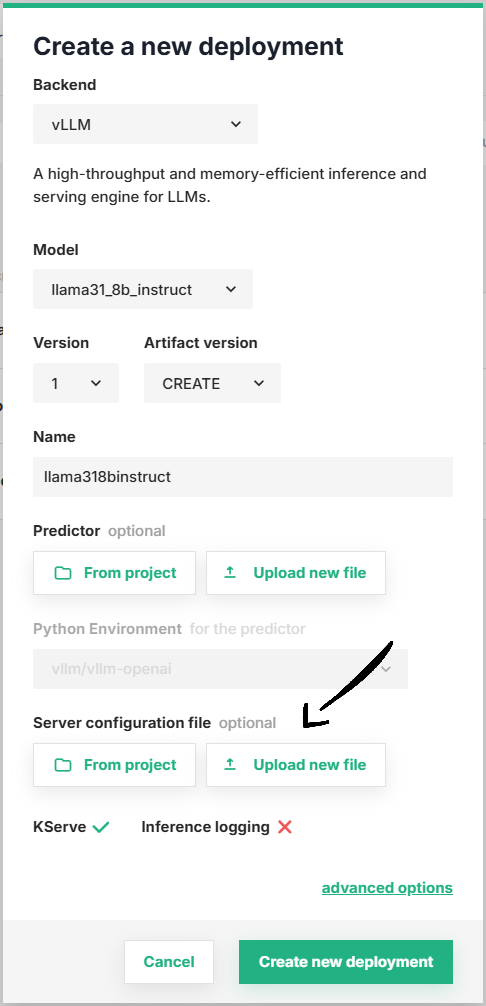 Create a new deployment
Backend
vLLM
A high-throughput and memory-efficient inference and
serving engine for LLMs.
Model
llama31_8b_instruct
Version Artifact version
1 CREATE
Name
llama318binstruct
Predictor optional
From project Upload new file
Python Environment for the predictor
vllm/vllm-openai
Server configuration file optional
From project Upload new file
KServe Inference logging
advanced options
Cancel Create new deployment